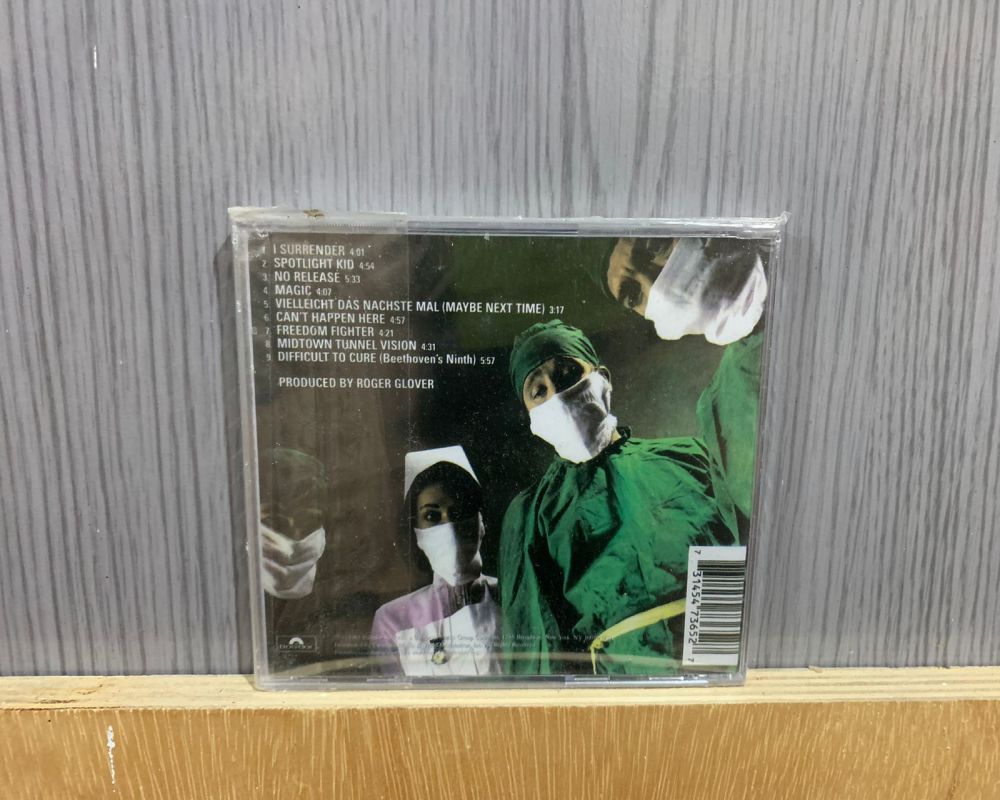 1. I SURRENDER 4:01
2. SPOTLIGHT KID 4:54
3. NO RELEASE 5:33
4. MAGIC 4:07
5. VIELLEICHT DAS NACHSTE MAL (MAYBE NEXT TIME) 3:17
6. CAN'T HAPPEN HERE 4:57
7. FREEDOM FIGHTER 4:21
8. MIDTOWN TUNNEL VISION 4:31
9. DIFFICULT TO CURE (Beethoven's Ninth) 5:57
PRODUCED BY ROGER GLOVER
7 31454 73652 7